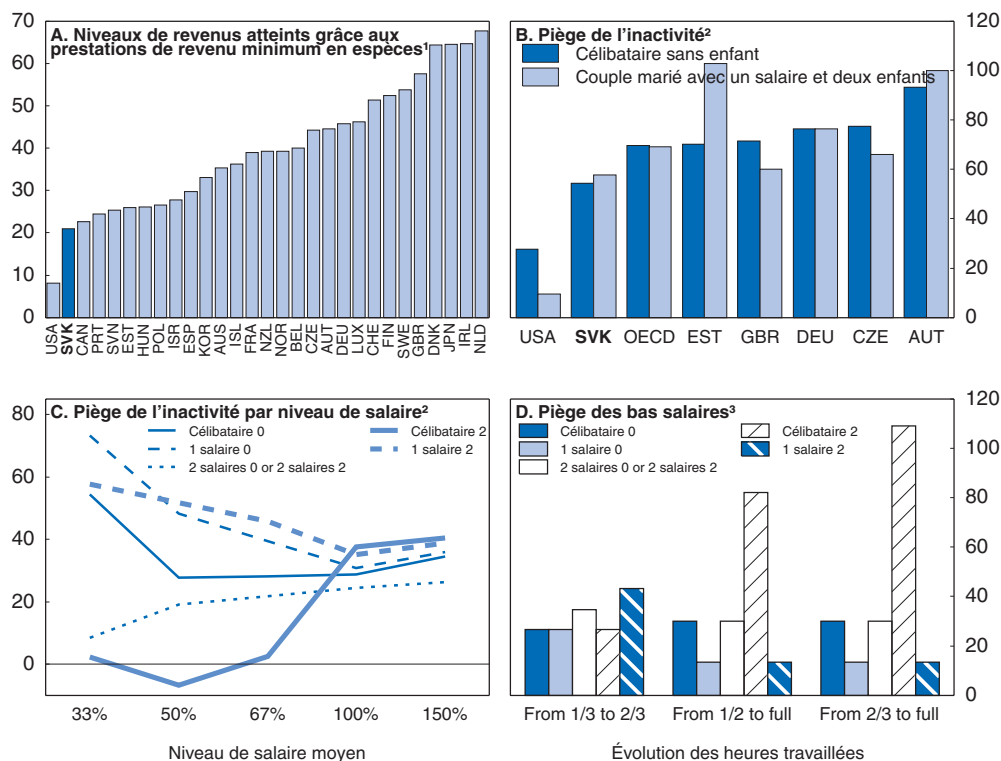 A. Niveaux de revenus atteints grâce aux
prestations de revenu minimum en espèces¹
70
60
50
40
30
20
10
0
USA
SVK
CAN
PRT
SVN
EST
HUN
POL
ISR
ESP
KOR
AUS
ISL
FRA
NZL
NOR
BEL
CZE
AUT
DEU
LUX
CHE
FIN
SWE
GBR
DNK
JPN
IRL
NLD
B. Piège de l’inactivité²
Célibataire sans enfant
Couple marié avec un salaire et deux enfants
120
100
80
60
40
20
0
USA
SVK
OECD
EST
GBR
DEU
CZE
AUT
C. Piège de l’inactivité par niveau de salaire²
Célibataire 0
1 salaire 0
2 salaires 0 or 2 salaires 2
Célibataire 2
1 salaire 2
80
60
40
20
0
33%
50%
67%
100%
150%
Niveau de salaire moyen
D. Piège des bas salaires³
Célibataire 0
1 salaire 0
2 salaires 0 or 2 salaires 2
Célibataire 2
1 salaire 2
120
100
80
60
40
20
0
From 1/3 to 2/3
From 1/2 to full
From 2/3 to full
Évolution des heures travaillées